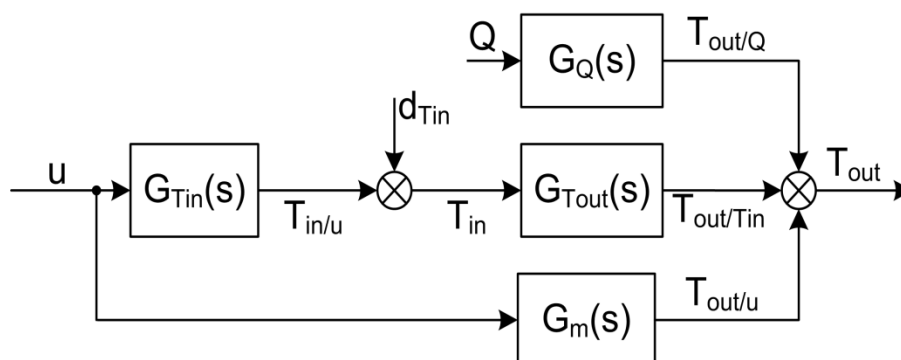 Q
G_Q(s)
T_out/Q
d_Tin
u
G_Tin(s)
T_in/u
T_in
G_Tout(s)
T_out/Tin
T_out
G_m(s)
T_out/u